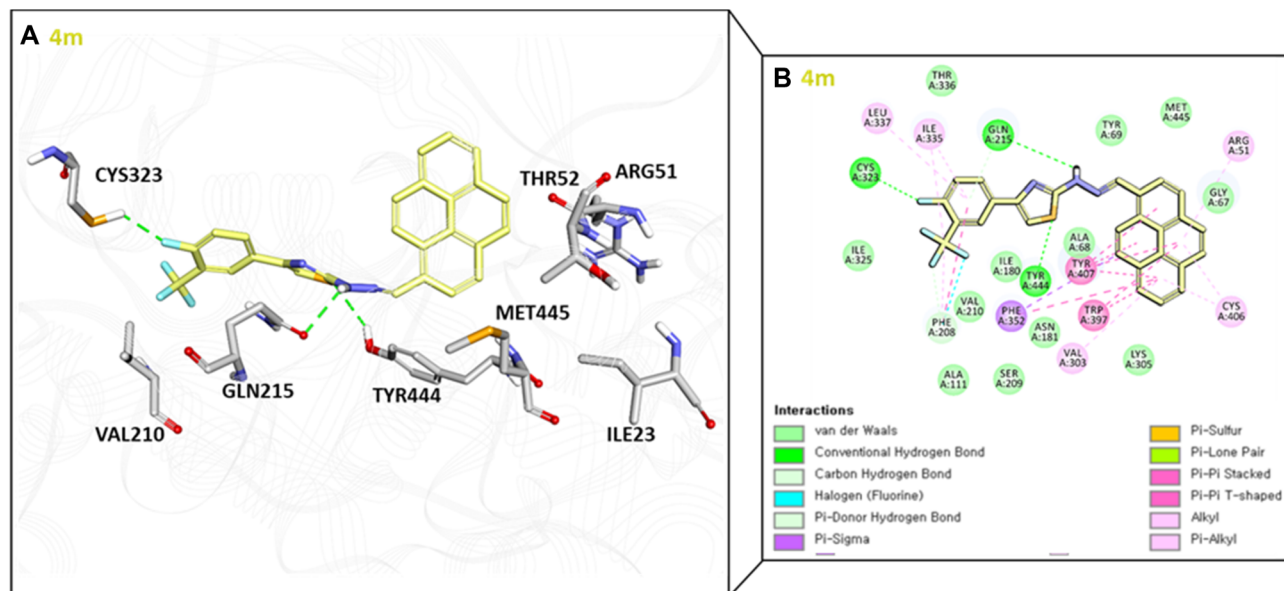 A 4m
CYS323
THR52
ARG51
MET445
GLN215
TYR444
VAL210
ILE23
B 4m
THR
A:336
LEU
A:337
ILE
A:335
GLN
A:215
TYR
A:69
MET
A:445
ARG
A:51
CYS
A:323
GLY
A:67
ILE
A:325
ILE
A:180
ALA
A:68
TYR
A:407
TYR
A:444
VAL
A:210
PHE
A:208
PHE
A:352
ASN
A:181
TRP
A:397
CYS
A:406
VAL
A:303
LYS
A:305
ALA
A:111
SER
A:209
Interactions
van der Waals
Conventional Hydrogen Bond
Carbon Hydrogen Bond
Halogen (Fluorine)
Pi-Donor Hydrogen Bond
Pi-Sigma
Pi-Sulfur
Pi-Lone Pair
Pi-Pi Stacked
Pi-Pi T-shaped
Alkyl
Pi-Alkyl